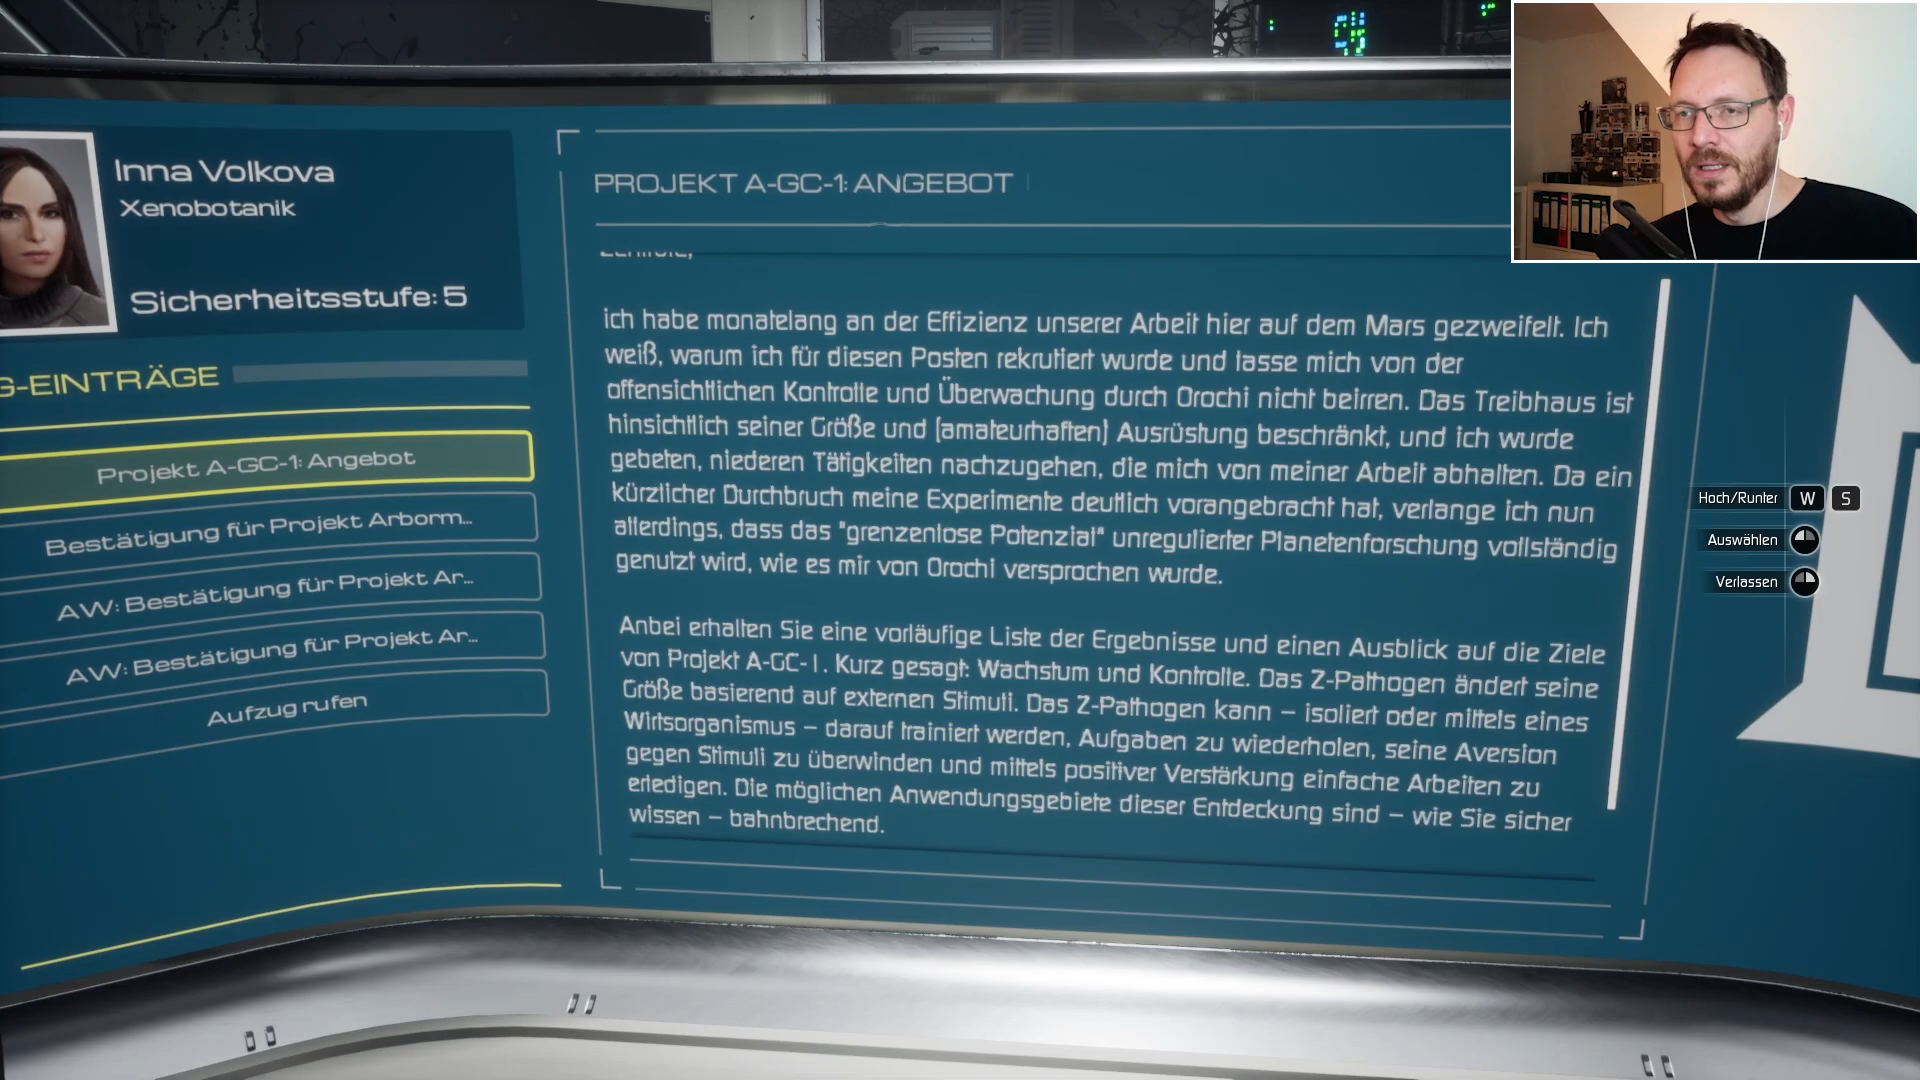 Inna Volkova
Xenobotanik
Sicherheitsstufe: 5
G-EINTRÄGE
Projekt A-GC-1: Angebot
Bestätigung für Projekt Arborm...
AW: Bestätigung für Projekt Ar...
AW: Bestätigung für Projekt Ar...
Aufzug rufen
PROJEKT A-GC-1: ANGEBOT
ich habe monatelang an der Effizienz unserer Arbeit hier auf dem Mars gezweifelt. Ich
weiß, warum ich für diesen Posten rekrutiert wurde und lasse mich von der
offensichtlichen Kontrolle und Überwachung durch Orochi nicht beirren. Das Treibhaus ist
hinsichtlich seiner Größe und (amateurhaften) Ausrüstung beschränkt, und ich wurde
gebeten, niederen Tätigkeiten nachzugehen, die mich von meiner Arbeit abhalten. Da ein
kürzlicher Durchbruch meine Experimente deutlich vorangebracht hat, verlange ich nun
allerdings, dass das "grenzenlose Potenzial" unregulierter Planetenforschung vollständig
genutzt wird, wie es mir von Orochi versprochen wurde.
Anbei erhalten Sie eine vorläufige Liste der Ergebnisse und einen Ausblick auf die Ziele
von Projekt A-GC-1. Kurz gesagt: Wachstum und Kontrolle. Das Z-Pathogen ändert seine
Größe basierend auf externen Stimuli. Das Z-Pathogen kann – isoliert oder mittels eines
Wirtsorganismus – darauf trainiert werden, Aufgaben zu wiederholen, seine Aversion
gegen Stimuli zu überwinden und mittels positiver Verstärkung einfache Arbeiten zu
erledigen. Die möglichen Anwendungsgebiete dieser Entdeckung sind – wie Sie sicher
wissen – bahnbrechend.
Hoch/Runter W S
Auswählen
Verlassen